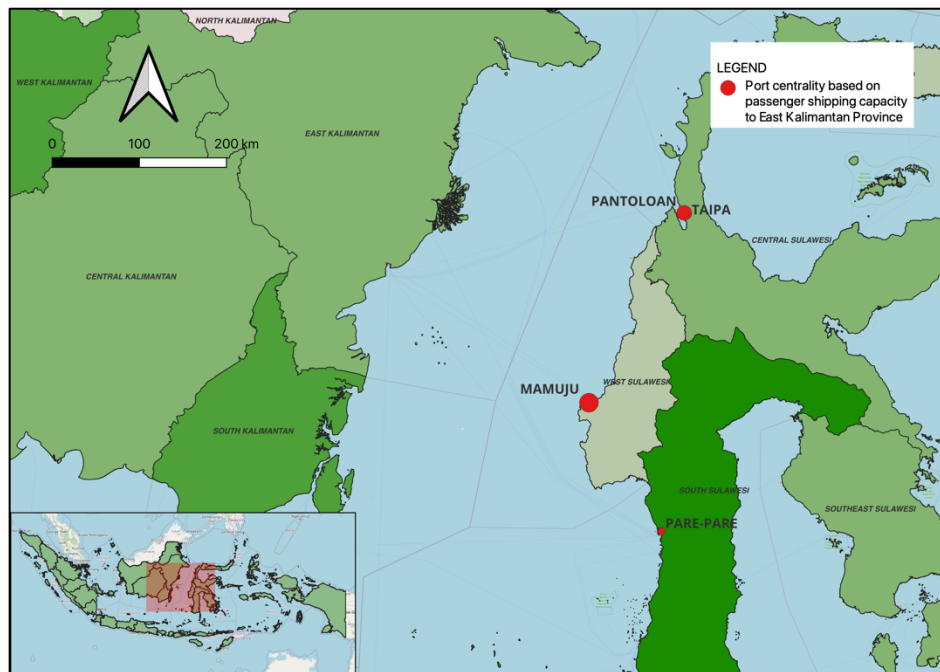 NORTH KALIMANTAN
WEST KALIMANTAN
EAST KALIMANTAN
0 100 200 km
LEGEND
Port centrality based on
passenger shipping capacity
to East Kalimantan Province
PANTOLOAN
TAIPA
CENTRAL SULAWESI
CENTRAL KALIMANTAN
WEST SULAWESI
MAMUJU
SOUTH KALIMANTAN
SOUTH SULAWESI
SOUTHEAST SULAWESI
PARE-PARE